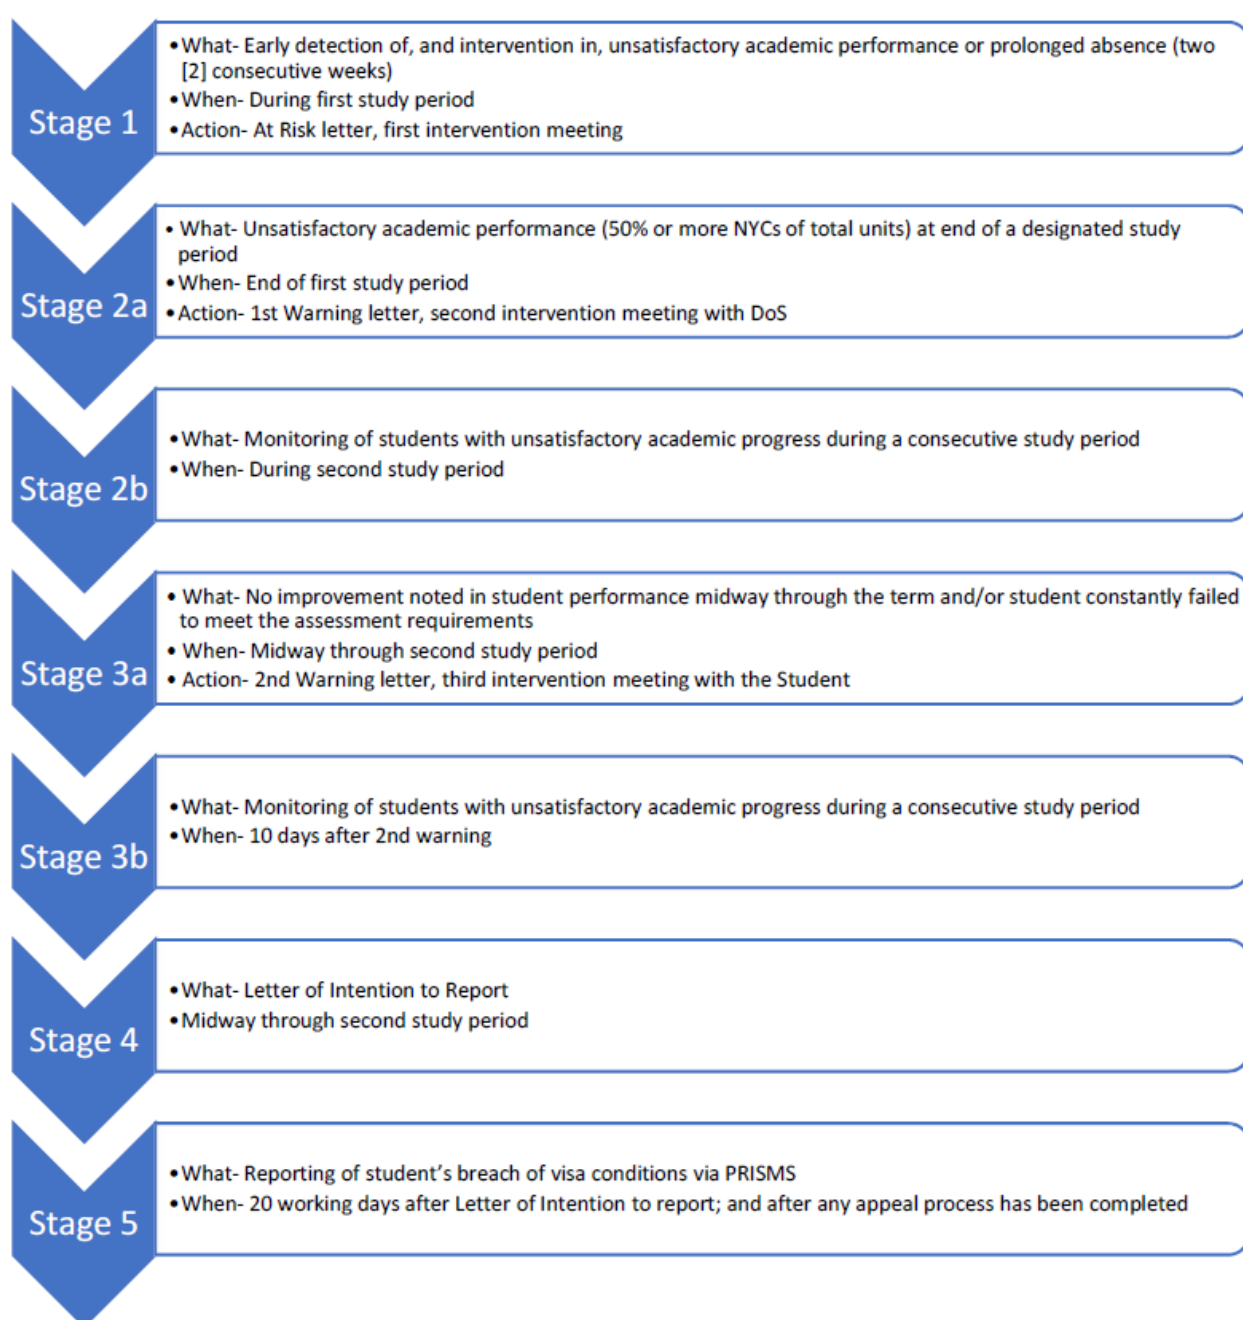 Stage 1
•What- Early detection of, and intervention in, unsatisfactory academic performance or prolonged absence (two
[2] consecutive weeks)
•When- During first study period
•Action- At Risk letter, first intervention meeting
Stage 2a
• What- Unsatisfactory academic performance (50% or more NYCs of total units) at end of a designated study
period
•When- End of first study period
•Action- 1st Warning letter, second intervention meeting with DoS
Stage 2b
•What- Monitoring of students with unsatisfactory academic progress during a consecutive study period
•When- During second study period
Stage 3a
• What- No improvement noted in student performance midway through the term and/or student constantly failed
to meet the assessment requirements
• When- Midway through second study period
• Action- 2nd Warning letter, third intervention meeting with the Student
Stage 3b
•What- Monitoring of students with unsatisfactory academic progress during a consecutive study period
•When- 10 days after 2nd warning
Stage 4
•What- Letter of Intention to Report
•Midway through second study period
Stage 5
•What- Reporting of student’s breach of visa conditions via PRISMS
•When- 20 working days after Letter of Intention to report; and after any appeal process has been completed